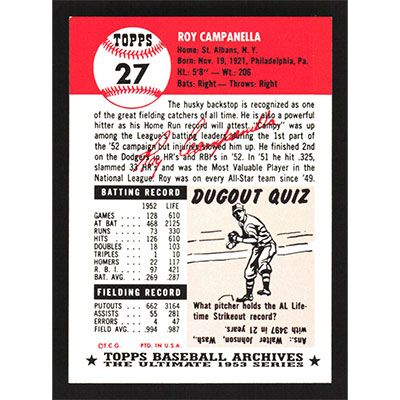 TOPPS
27
ROY CAMPANELLA
Home: St. Albans, N. Y.
Born: Nov. 19, 1921, Philadelphia, Pa.
Ht.: 5'8" — Wt.: 206
Bats: Right - Throws: Right
The husky backstop is recognized as one
of the great fielding catchers of all time. He is also a powerful
hitter as his Home Run record will attest. "Campy" was up
among the League's batting leaders during the 1st part of
the '52 campaign but injuries slowed him down. He finished 2nd
on the Dodgers in HR's and RBI's in '52. In '51 he hit .325,
slammed 33 HR's and was the Most Valuable Player in the
National League. Roy was on every All-Star team since '49.
Roy Campanella
BATTING RECORD
1952 LIFE
GAMES 128 610
AT BAT 468 2125
RUNS 73 330
HITS 126 610
DOUBLES 18 103
TRIPLES 1 10
HOMERS 22 117
R. B. I. 97 421
BAT AVG. .269 .287
FIELDING RECORD
PUTOUTS 662 3164
ASSISTS 55 281
ERRORS 4 47
FIELD AVG. .994 .987
©T.C.G. PTD. IN U.S.A.
DUGOUT QUIZ
What pitcher holds the AL Life-
time Strikeout record?
Ans.: Walter Johnson, Wash.,
with 3497 in 21 years.
★ TOPPS BASEBALL ARCHIVES ★
THE ULTIMATE 1953 SERIES